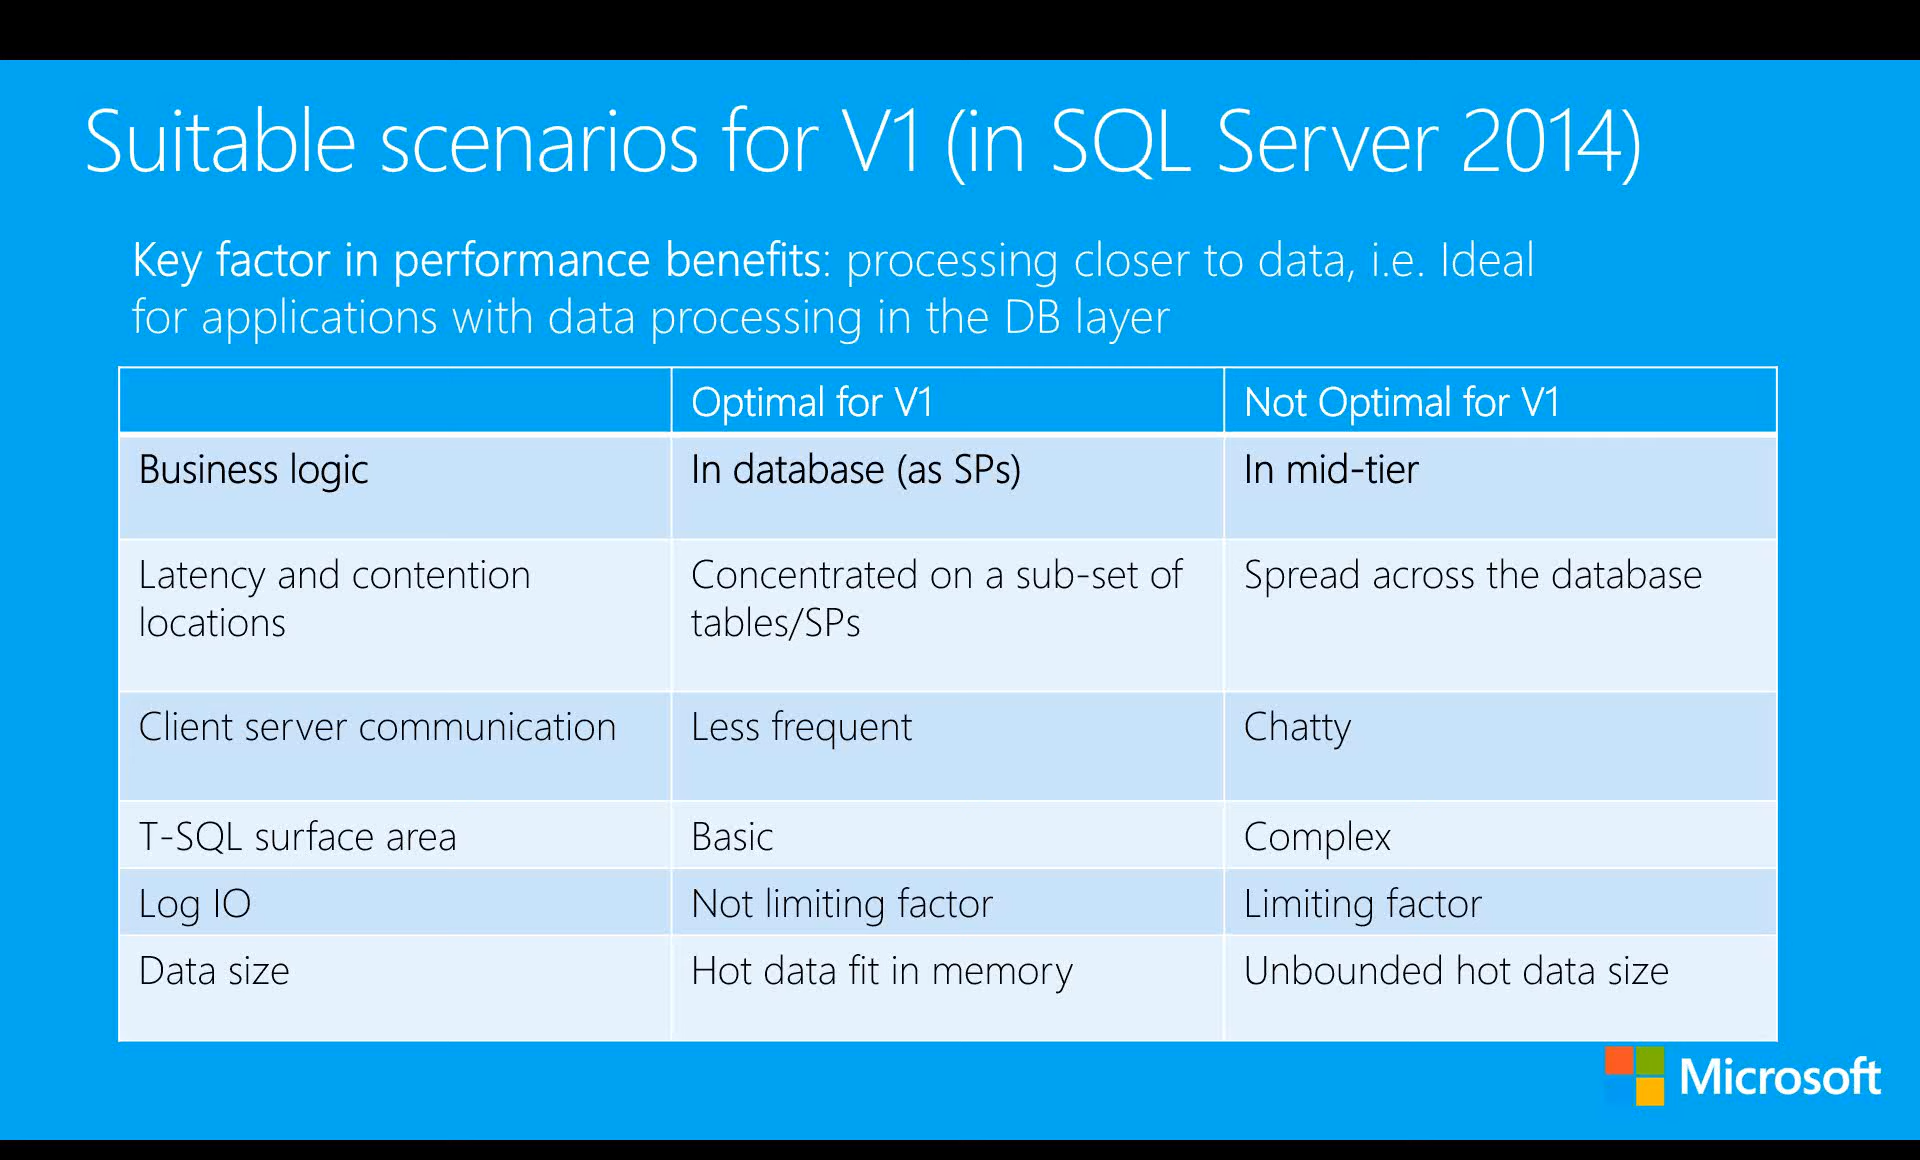 Suitable scenarios for V1 (in SQL Server 2014)
Key factor in performance benefits: processing closer to data, i.e. Ideal
for applications with data processing in the DB layer
Optimal for V1
Not Optimal for V1
Business logic
In database (as SPs)
In mid-tier
Latency and contention
locations
Concentrated on a sub-set of
tables/SPs
Spread across the database
Client server communication
Less frequent
Chatty
T-SQL surface area
Basic
Complex
Log IO
Not limiting factor
Limiting factor
Data size
Hot data fit in memory
Unbounded hot data size
Microsoft